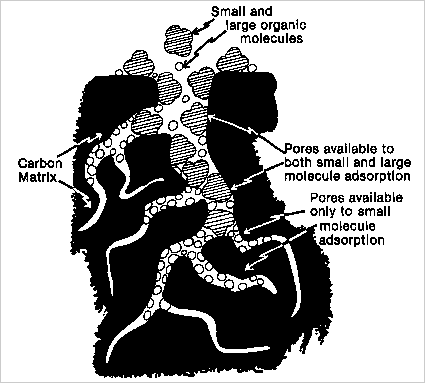 Small and
large organic
molecules
Carbon
Matrix
Pores available to
both small and large
molecule adsorption
Pores available
only to small
molecule
adsorption